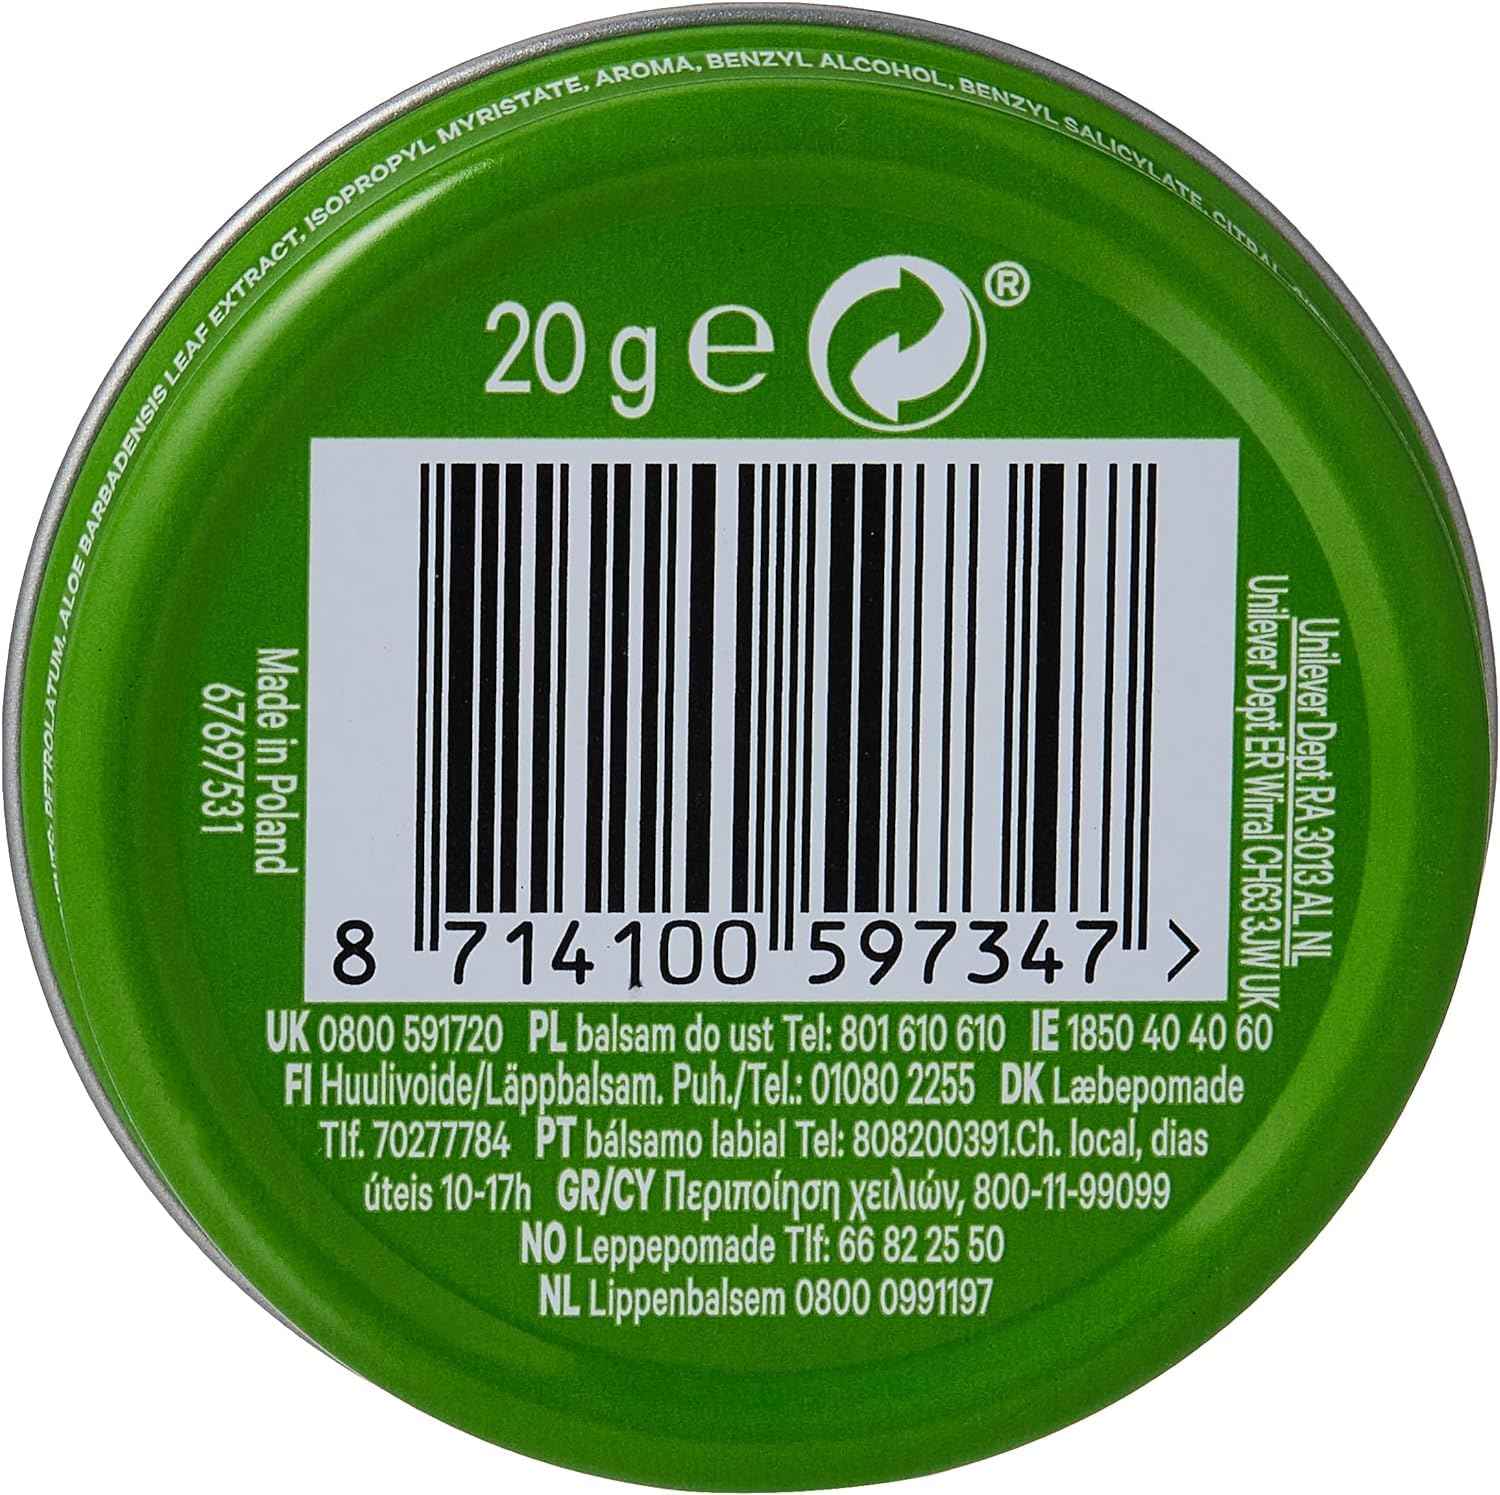 PETROLATUM, ALOE BARBADENSIS LEAF EXTRACT, ISOPROPYL MYRISTATE, AROMA, BENZYL ALCOHOL, BENZYL SALICYLATE, CITRAL,
20 g e ®
8 714100 597347 >
Made in Poland
67697531
Unilever Dept RA 3013 AL NL
Unilever Dept ER Wirral CH63 3JW UK
UK 0800 591720 PL balsam do ust Tel: 801 610 610 IE 1850 40 40 60
FI Huulivoide/Läppbalsam. Puh./Tel.: 01080 2255 DK Læbepomade
Tlf. 70277784 PT bálsamo labial Tel: 808200391.Ch. local, dias
úteis 10-17h GR/CY Περιποίηση χειλιών, 800-11-99099
NO Leppepomade Tlf: 66 82 25 50
NL Lippenbalsem 0800 0991197